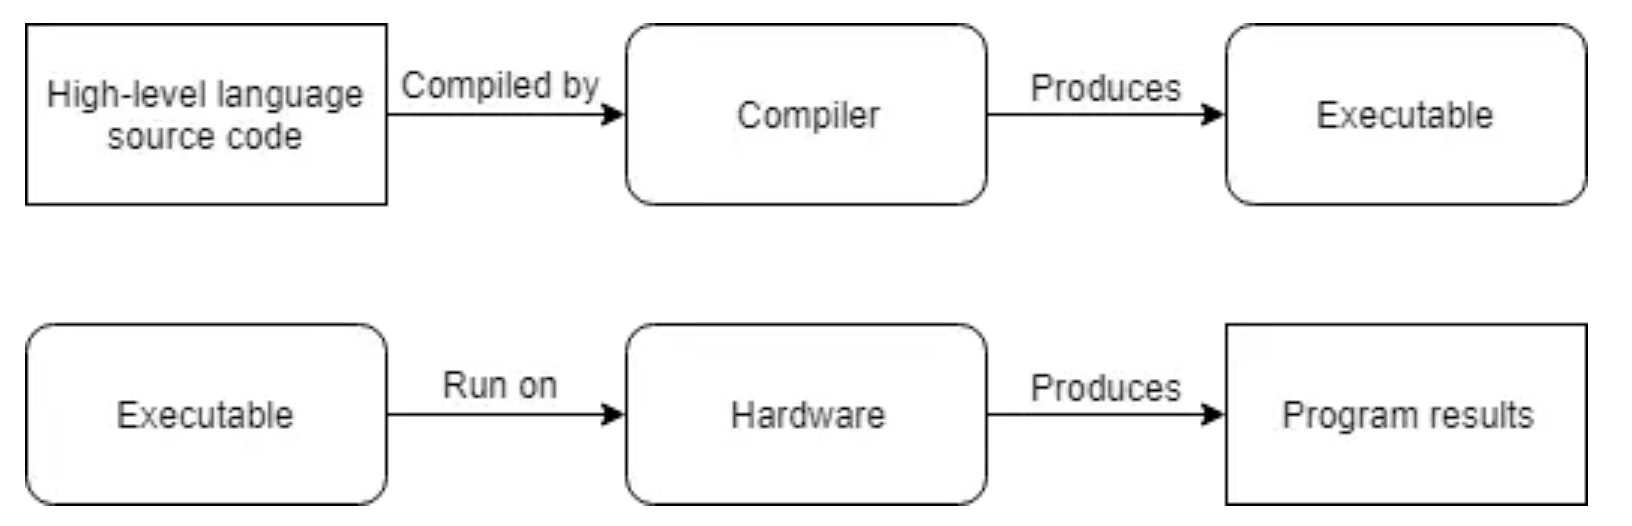 High-level language
source code
Compiled by
Compiler
Produces
Executable
Executable
Run on
Hardware
Produces
Program results